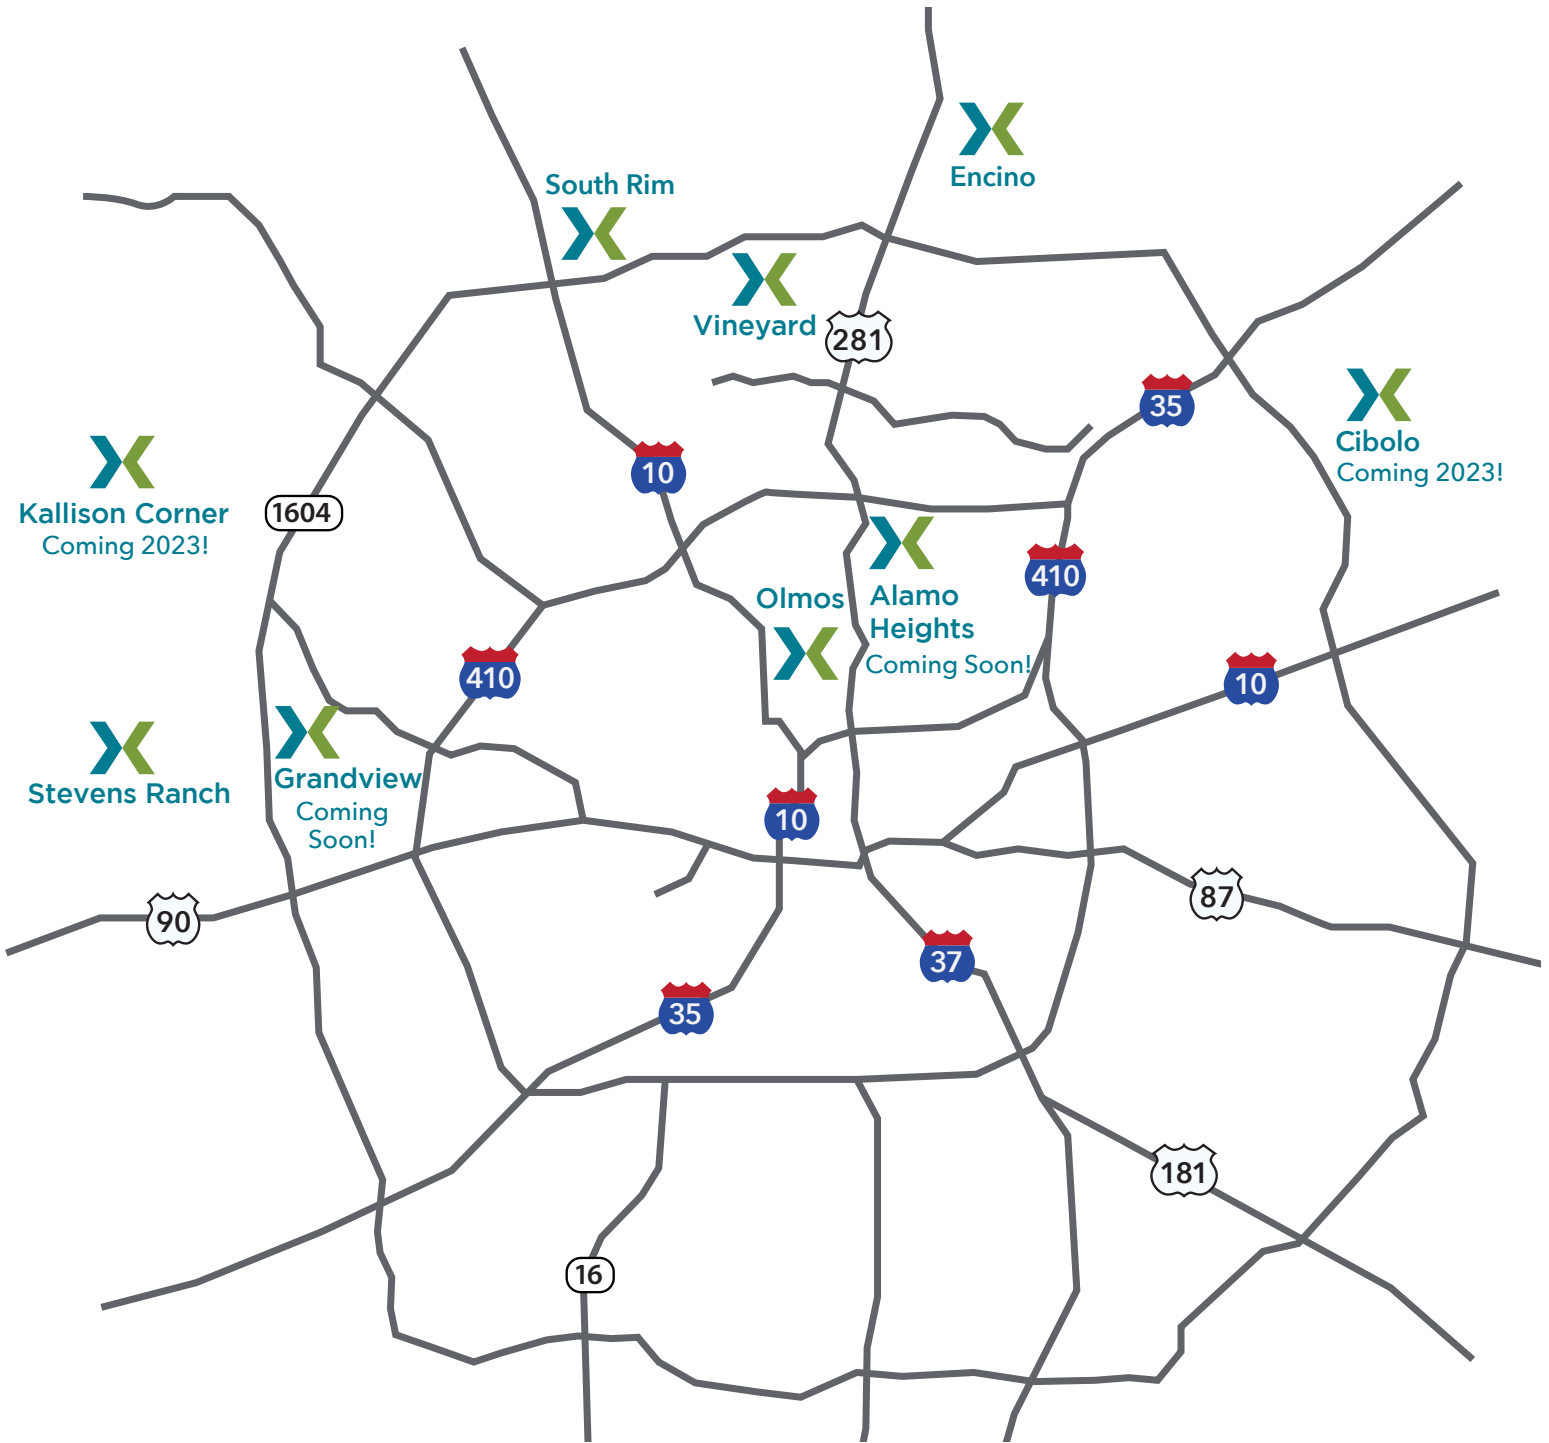 Encino
South Rim
Vineyard
281
35
Cibolo
Coming 2023!
10
Kallison Corner
Coming 2023!
1604
410
Olmos
Alamo
Heights
Coming Soon!
410
10
Stevens Ranch
Grandview
Coming
Soon!
10
87
90
37
35
181
16